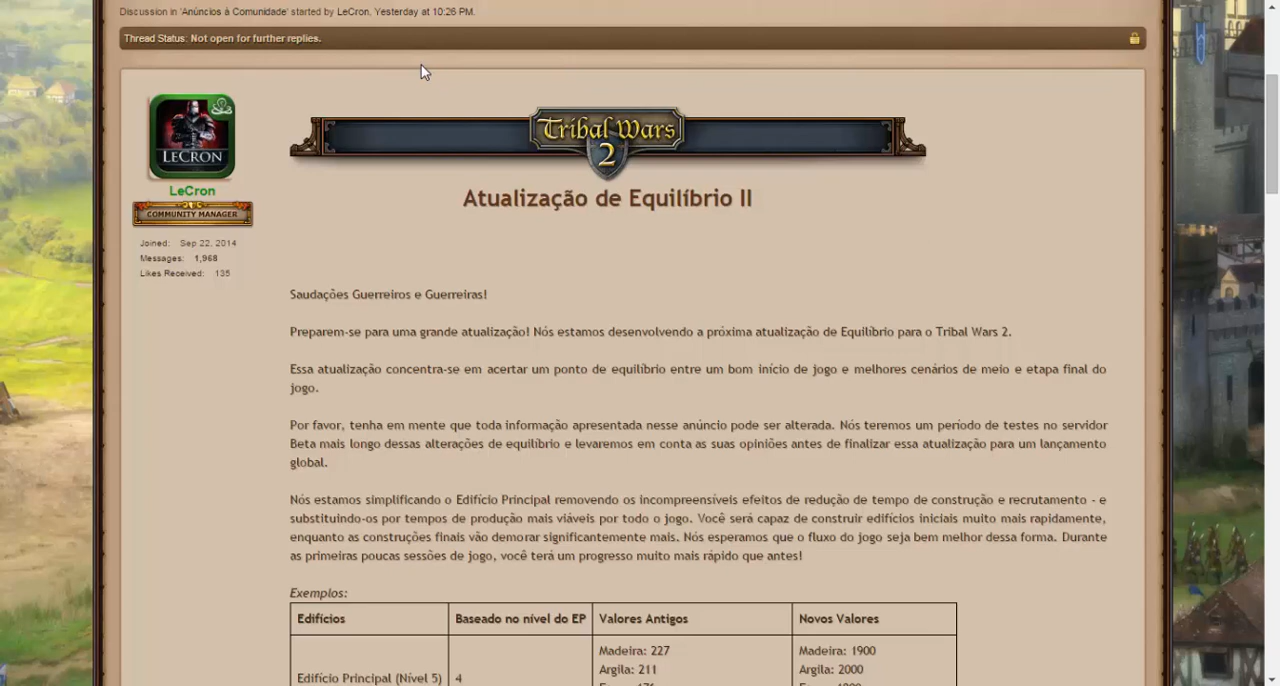 Discussion in 'Anúncios à Comunidade' started by LeCron, Yesterday at 10:26 PM.
Thread Status: Not open for further replies.
Tribal Wars
2
LECRON
LeCron
COMMUNITY MANAGER
Joined: Sep 22, 2014
Messages: 1,968
Likes Received: 135
Atualização de Equilíbrio II
Saudações Guerreiros e Guerreiras!
Preparem-se para uma grande atualização! Nós estamos desenvolvendo a próxima atualização de Equilíbrio para o Tribal Wars 2.
Essa atualização concentra-se em acertar um ponto de equilíbrio entre um bom início de jogo e melhores cenários de meio e etapa final do
jogo.
Por favor, tenha em mente que toda informação apresentada nesse anúncio pode ser alterada. Nós teremos um período de testes no servidor
Beta mais longo dessas alterações de equilíbrio e levaremos em conta as suas opiniões antes de finalizar essa atualização para um lançamento
global.
Nós estamos simplificando o Edifício Principal removendo os incompreensíveis efeitos de redução de tempo de construção e recrutamento - e
substituindo-os por tempos de produção mais viáveis por todo o jogo. Você será capaz de construir edifícios iniciais muito mais rapidamente,
enquanto as construções finais vão demorar significantemente mais. Nós esperamos que o fluxo do jogo seja bem melhor dessa forma. Durante
as primeiras poucas sessões de jogo, você terá um progresso muito mais rápido que antes!
Exemplos:
Edifícios Baseado no nível do EP Valores Antigos Novos Valores
Madeira: 227 Madeira: 1900
Argila: 211 Argila: 2000
Edifício Principal (Nível 5) 4